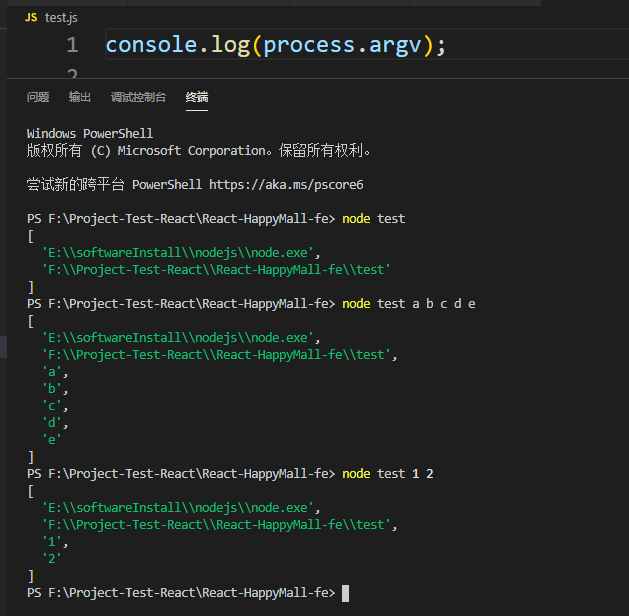 JS test.js
1 console.log(process.argv);
2
问题 输出 调试控制台 终端
Windows PowerShell
版权所有 (C) Microsoft Corporation。保留所有权利。
尝试新的跨平台 PowerShell https://aka.ms/pscore6
PS F:\Project-Test-React\React-HappyMall-fe> node test
[
'E:\\softwareInstall\\nodejs\\node.exe',
'F:\\Project-Test-React\\React-HappyMall-fe\\test'
]
PS F:\Project-Test-React\React-HappyMall-fe> node test a b c d e
[
'E:\\softwareInstall\\nodejs\\node.exe',
'F:\\Project-Test-React\\React-HappyMall-fe\\test',
'a',
'b',
'c',
'd',
'e'
]
PS F:\Project-Test-React\React-HappyMall-fe> node test 1 2
[
'E:\\softwareInstall\\nodejs\\node.exe',
'F:\\Project-Test-React\\React-HappyMall-fe\\test',
'1',
'2'
]
PS F:\Project-Test-React\React-HappyMall-fe>